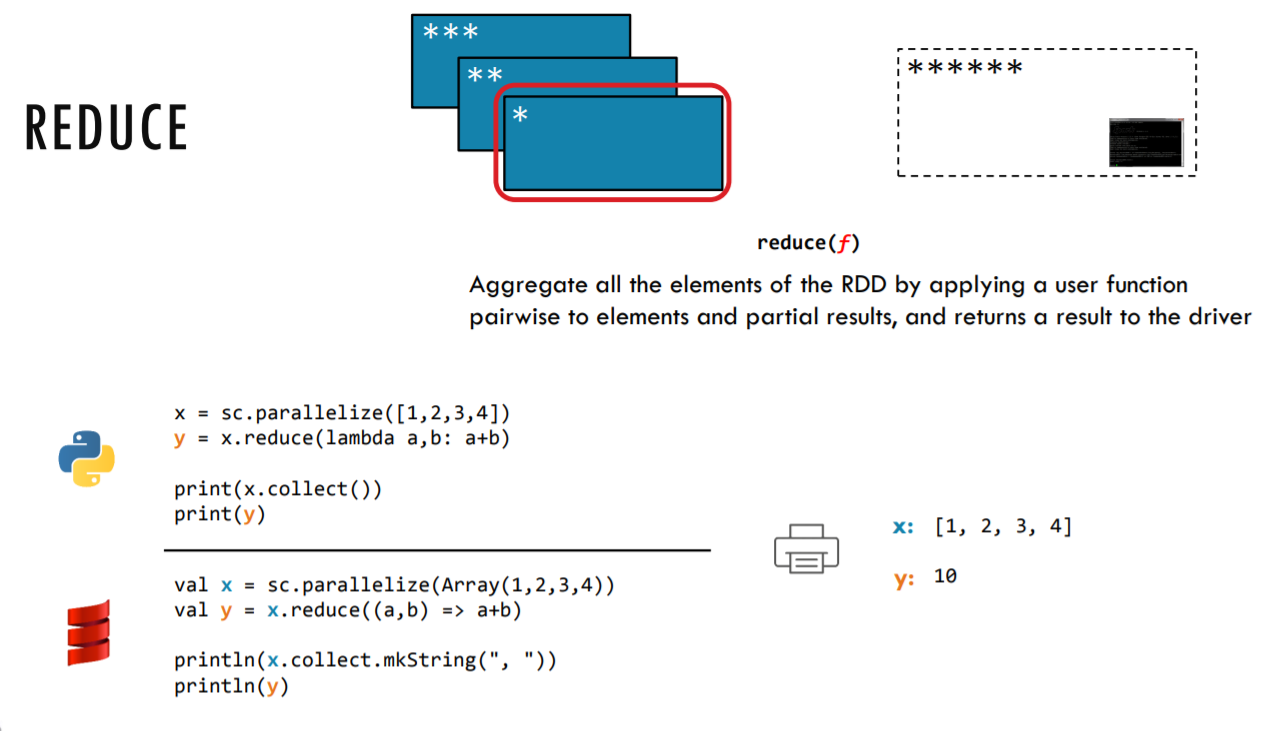 ***
**
*
******
REDUCE
reduce(f)
Aggregate all the elements of the RDD by applying a user function
pairwise to elements and partial results, and returns a result to the driver
x = sc.parallelize([1,2,3,4])
y = x.reduce(lambda a,b: a+b)
print(x.collect())
print(y)
val x = sc.parallelize(Array(1,2,3,4))
val y = x.reduce((a,b) => a+b)
println(x.collect.mkString(", "))
println(y)
x: [1, 2, 3, 4]
y: 10